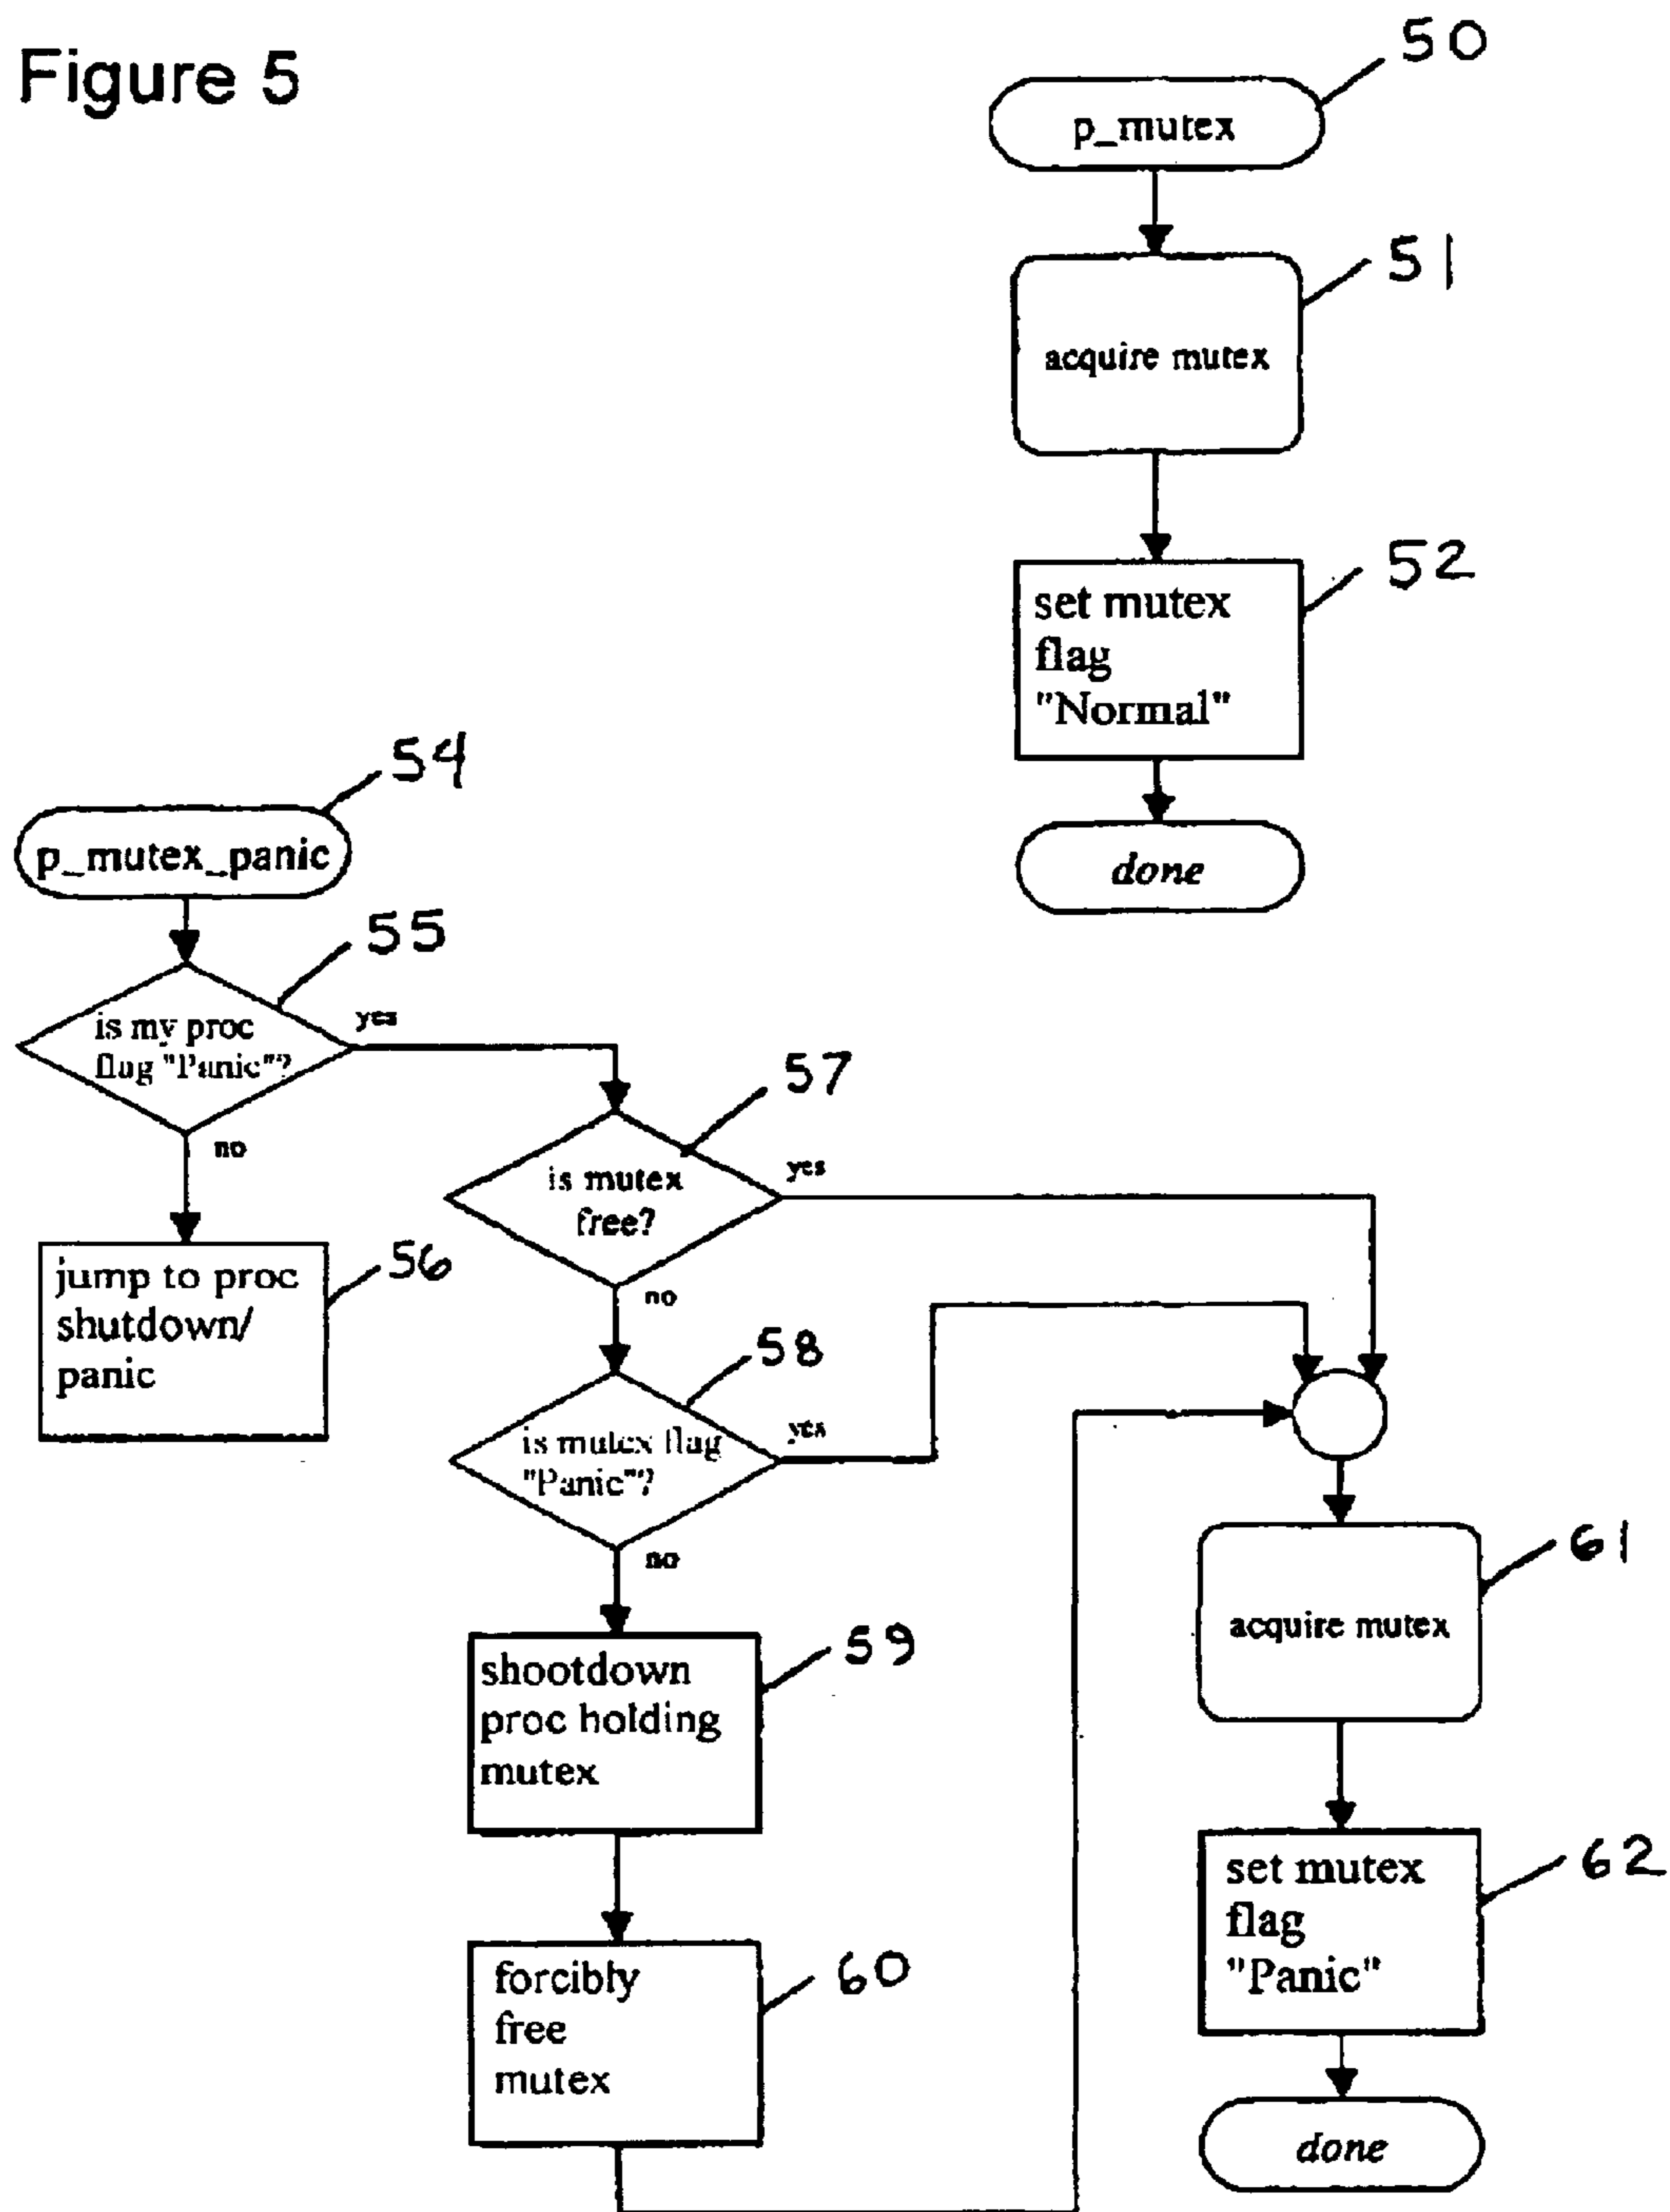 Figure 5
50
p_mutex
51
acquire mutex
52
set mutex
flag
"Normal"
done
54
p_mutex_panic
55
is my proc
flag "Panic"?
yes
no
56
jump to proc
shutdown/
panic
57
is mutex
free?
yes
no
58
is mutex flag
"Panic"?
yes
no
59
shootdown
proc holding
mutex
60
forcibly
free
mutex
61
acquire mutex
62
set mutex
flag
"Panic"
done